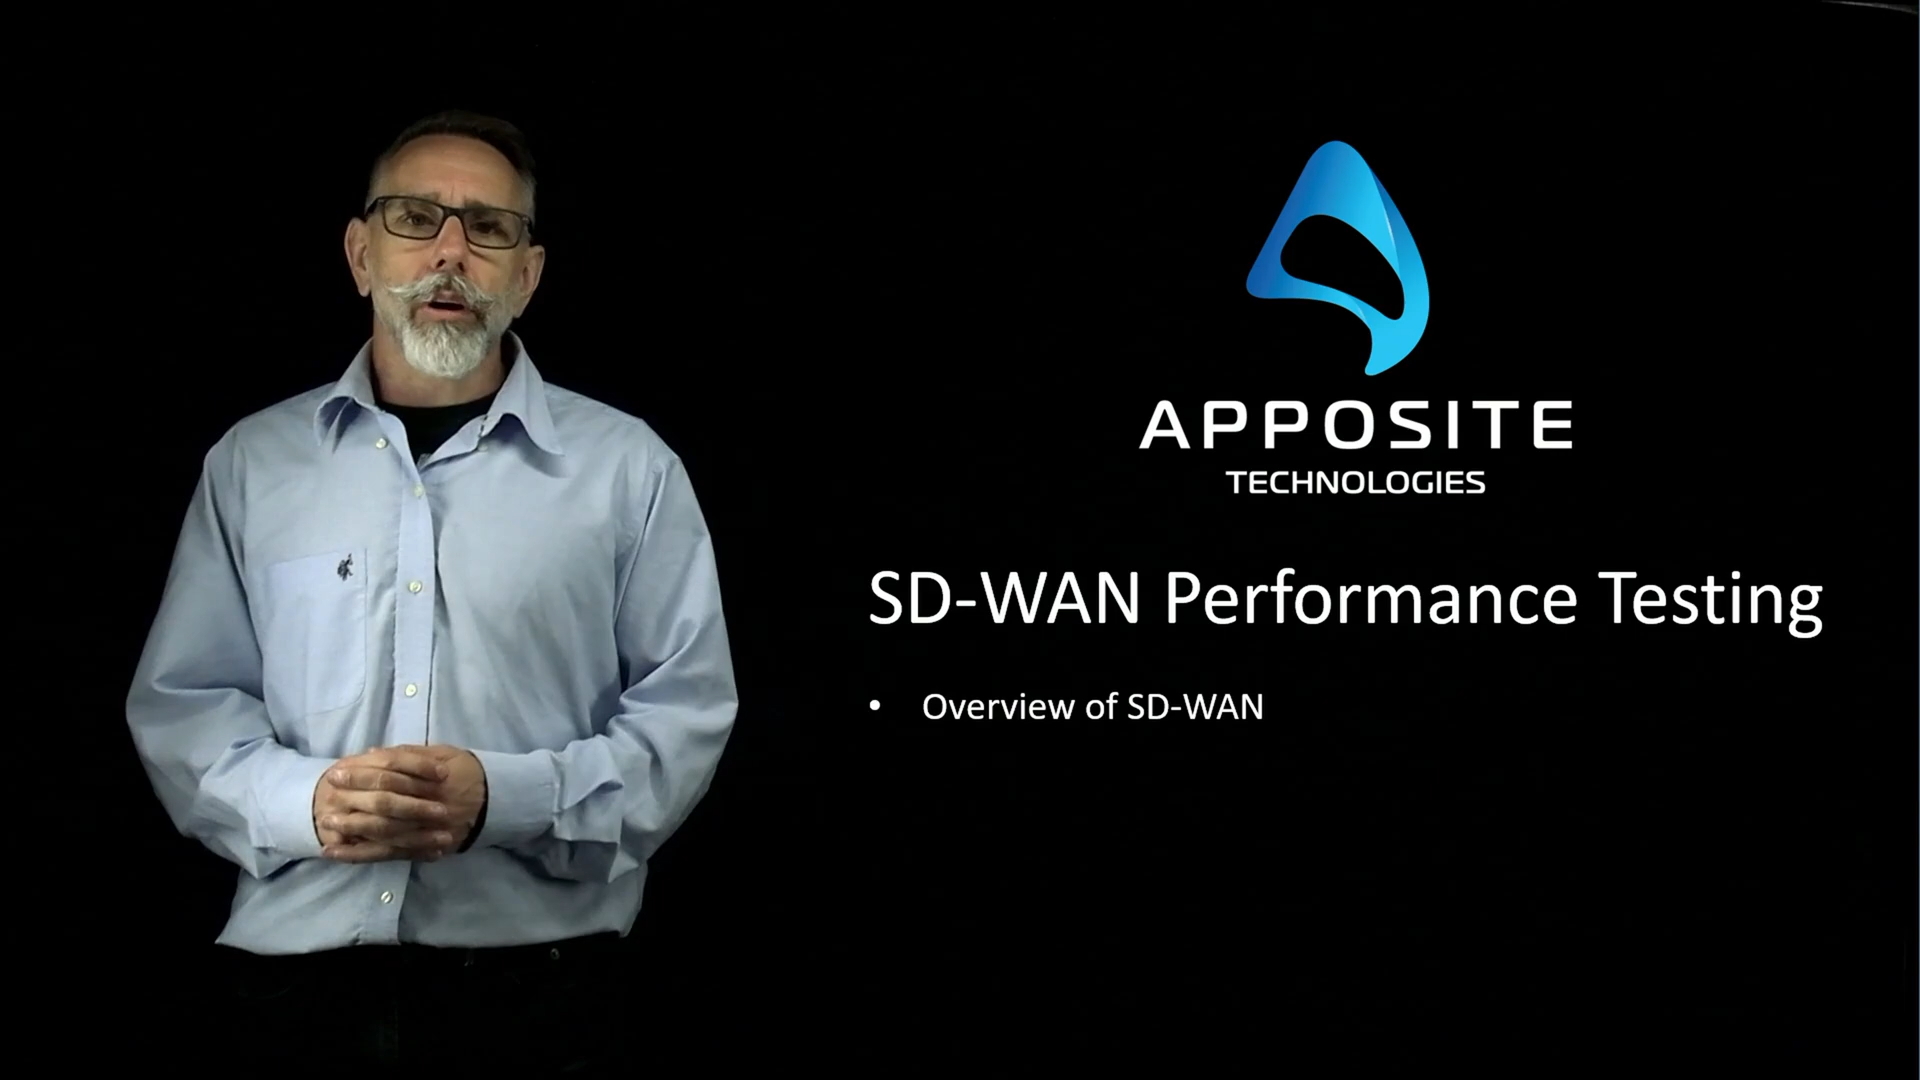 APPOSITE
TECHNOLOGIES
SD-WAN Performance Testing
• Overview of SD-WAN